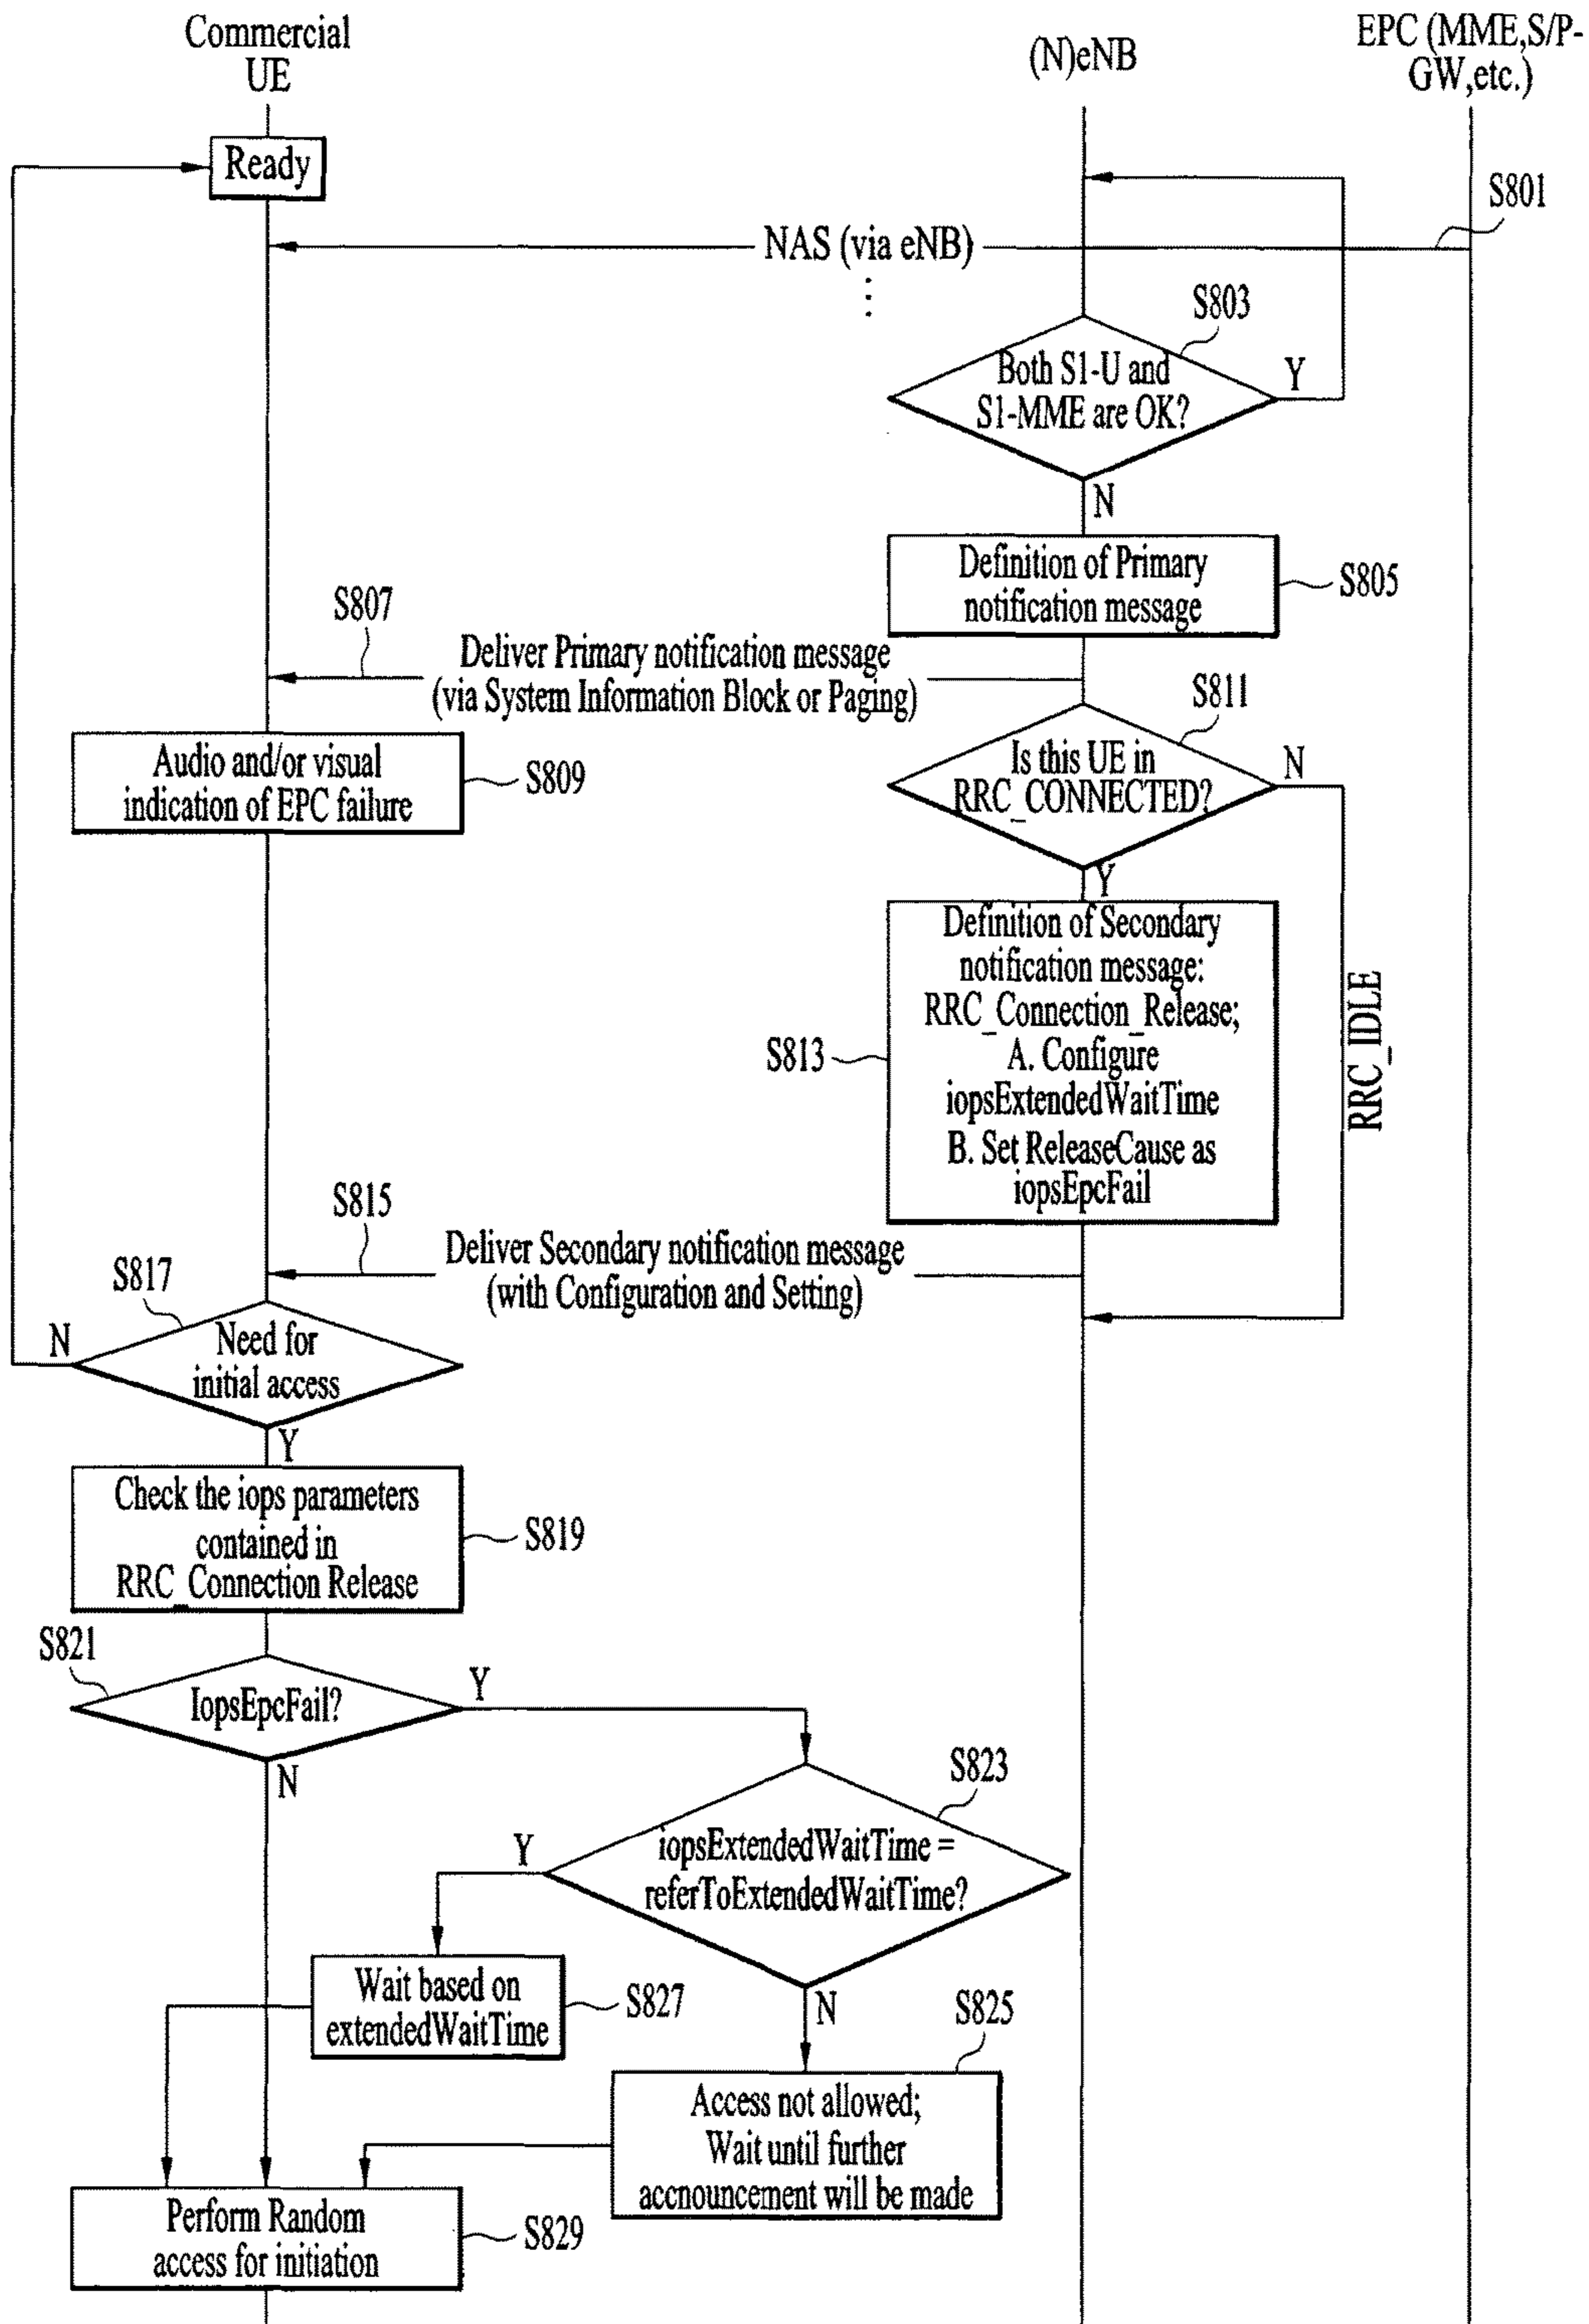 Commercial
UE
(N)eNB
EPC (MME,S/P-
GW,etc.)
Ready
S801
NAS (via eNB)
⋮
S803
Both S1-U and
S1-MME are OK?
Y
N
Definition of Primary
notification message
S805
S807
Deliver Primary notification message
(via System Information Block or Paging)
S811
Audio and/or visual
indication of EPC failure
S809
Is this UE in
RRC_CONNECTED?
N
Y
Definition of Secondary
notification message:
RRC_Connection_Release;
A. Configure
iopsExtendedWaitTime
B. Set ReleaseCause as
iopsEpcFail
S813
RRC_IDLE
S815
Deliver Secondary notification message
(with Configuration and Setting)
S817
N
Need for
initial access
Y
Check the iops parameters
contained in
RRC_Connection Release
S819
S821
IopsEpcFail?
Y
N
S823
iopsExtendedWaitTime =
referToExtendedWaitTime?
Y
N
Wait based on
extendedWaitTime
S827
S825
Access not allowed;
Wait until further
accnouncement will be made
Perform Random
access for initiation
S829